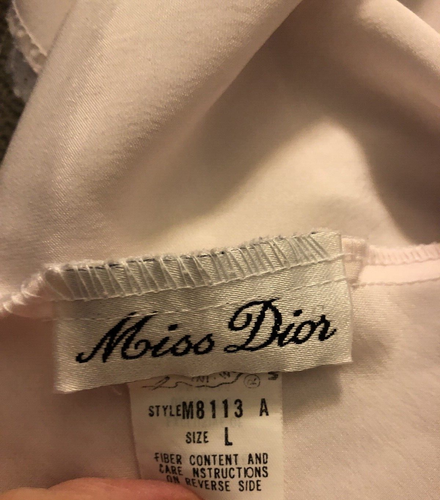 Miss Dior
STYLE M8113 A
SIZE L
FIBER CONTENT AND
CARE NSTRUCTIONS
ON REVERSE SIDE